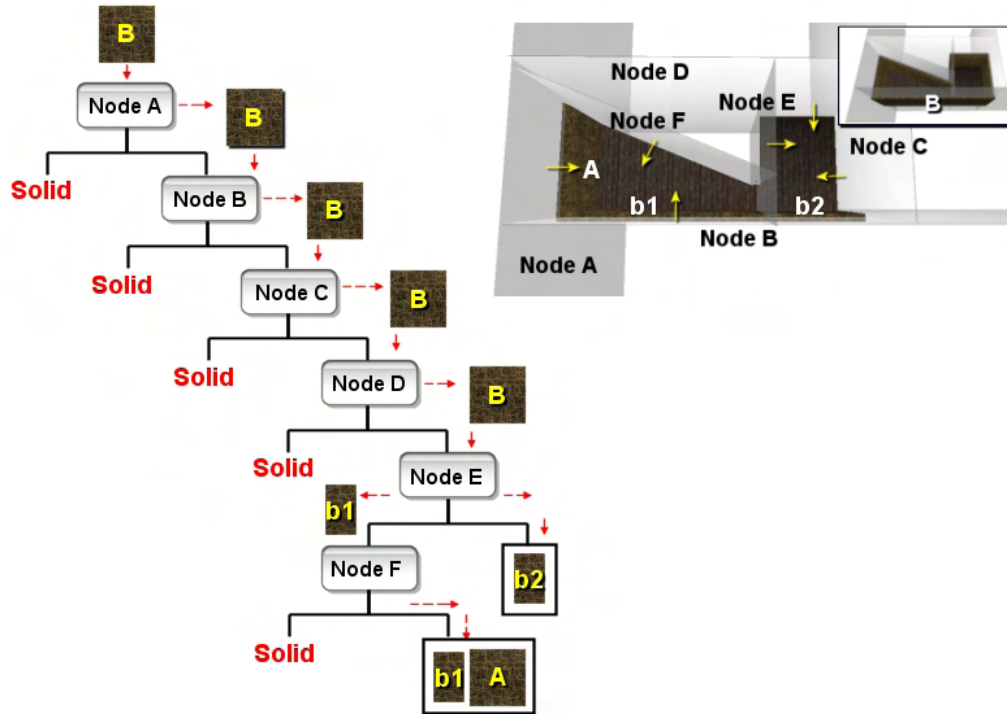 B
Node A
B
Solid
Node B
B
Solid
Node C
B
Solid
Node D
B
Solid
Node E
b1
Node F
b2
Solid
b1
A
Node D
Node E
Node F
B
Node C
A
b1
b2
Node B
Node A